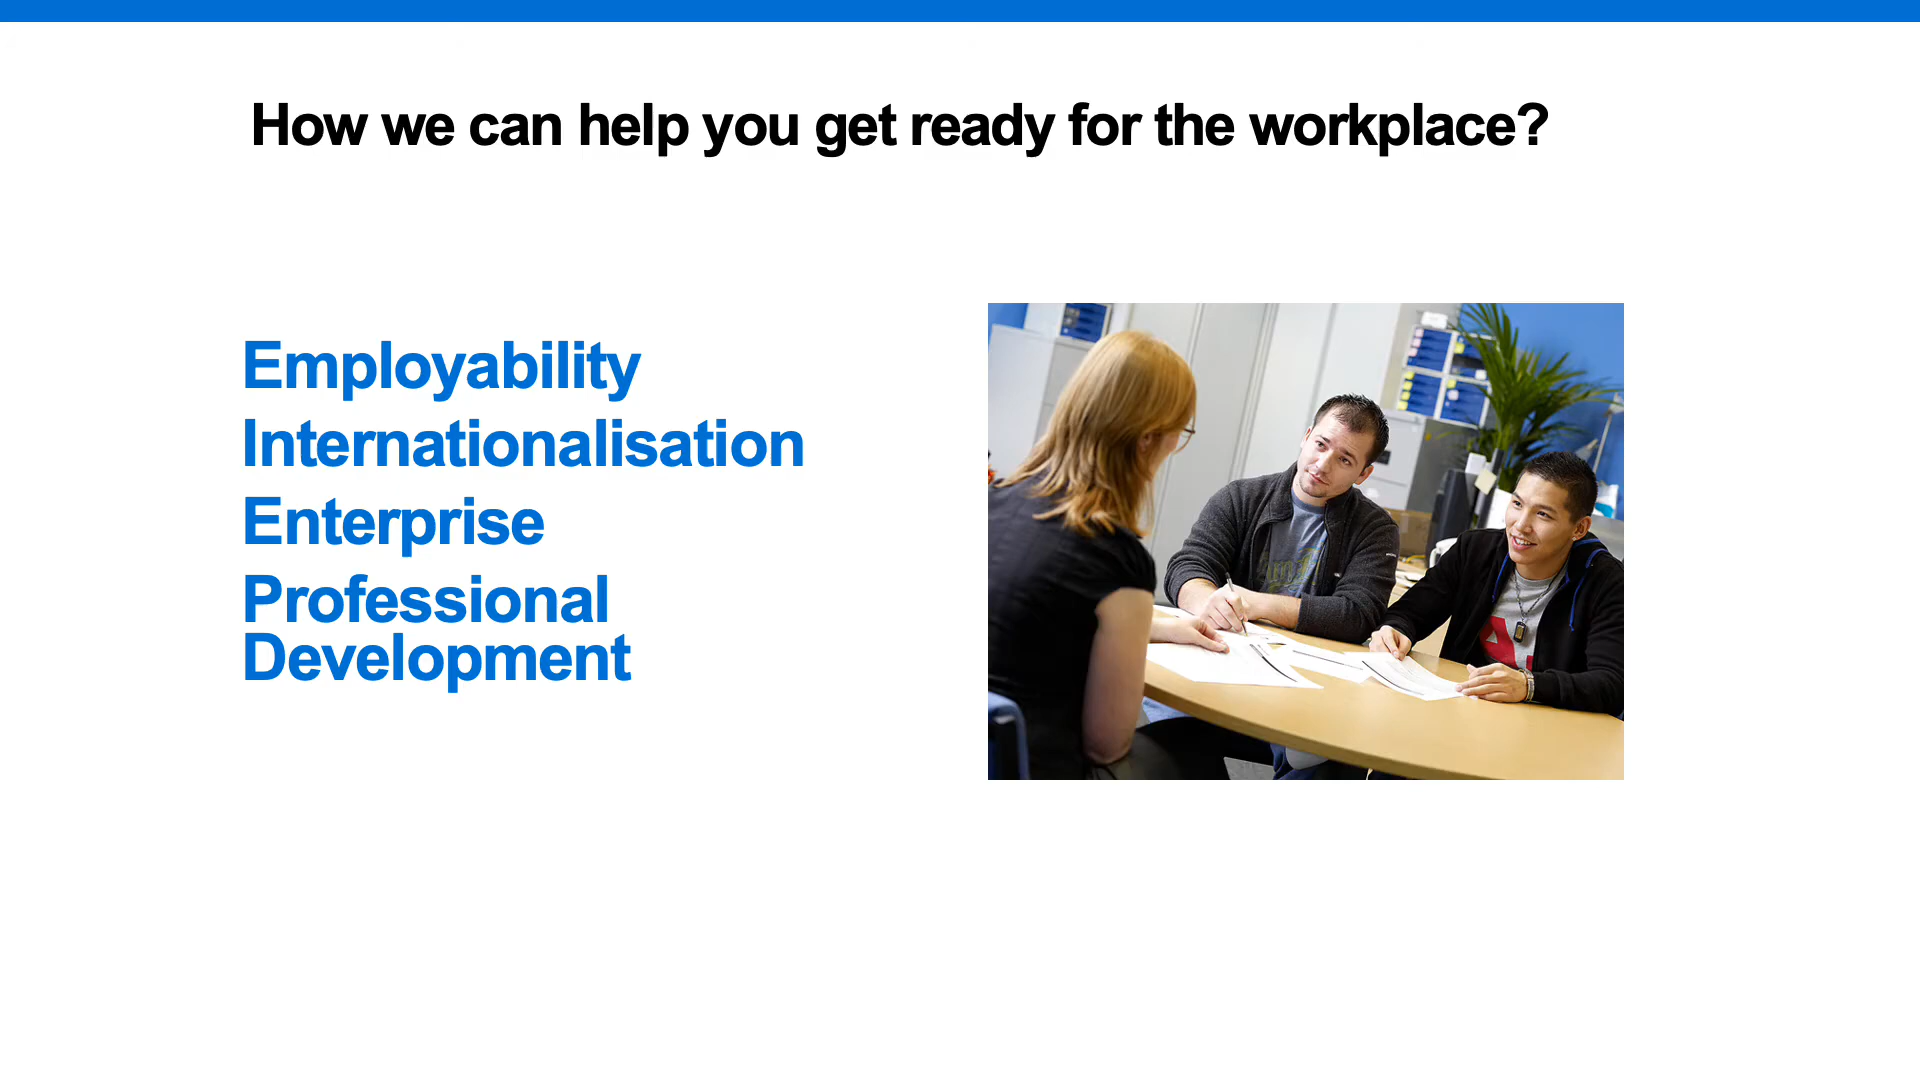 How we can help you get ready for the workplace?
Employability
Internationalisation
Enterprise
Professional
Development